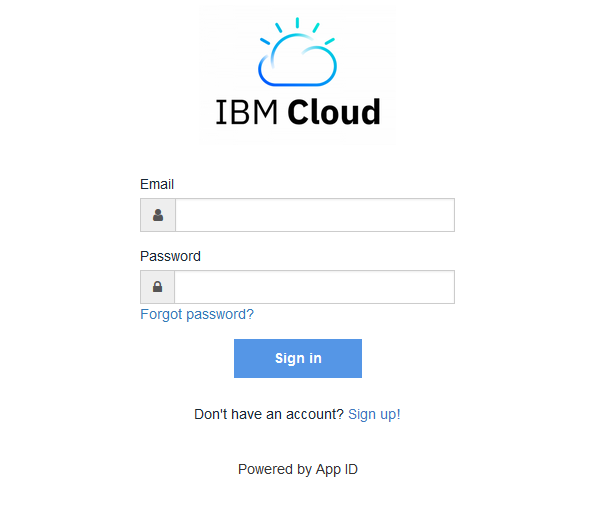 IBM Cloud
Email
Password
Forgot password?
Sign in
Don't have an account? Sign up!
Powered by App ID